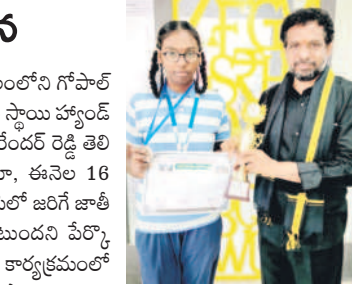 న
ంలోని గోపాల్
స్థాయి హ్యాండ్
రేందర్ రెడ్డి తెలి
ా, ఈనెల 16
ులో జరిగే జాతీ
టుందని పేర్కొ
కార్యక్రమంలో